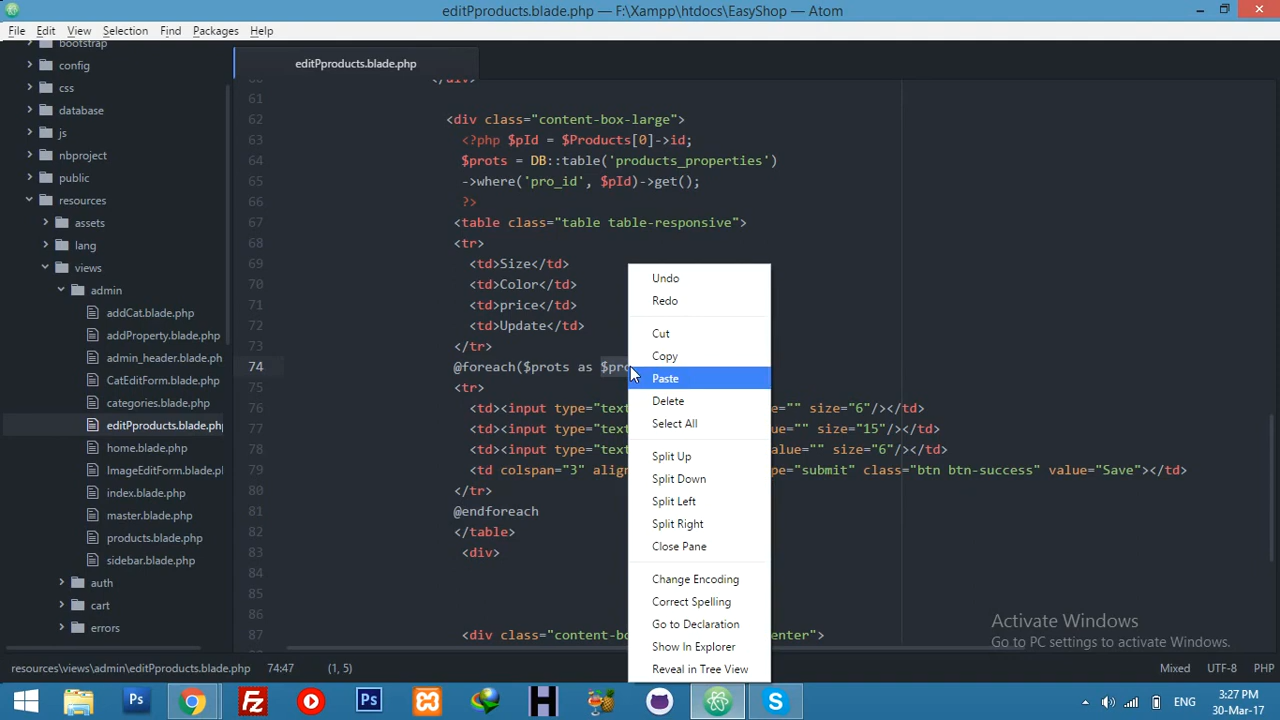 editPproducts.blade.php — F:\Xampp\htdocs\EasyShop — Atom
File Edit View Selection Find Packages Help
bootstrap
config
css
database
js
nbproject
public
resources
assets
lang
views
admin
addCat.blade.php
addProperty.blade.php
admin_header.blade.ph
CatEditForm.blade.php
categories.blade.php
editPproducts.blade.php
home.blade.php
ImageEditForm.blade.p
index.blade.php
master.blade.php
products.blade.php
sidebar.blade.php
auth
cart
errors
editPproducts.blade.php
60 </div>
61
62 <div class="content-box-large">
63 <?php $pId = $Products[0]->id;
64 $prots = DB::table('products_properties')
65 ->where('pro_id', $pId)->get();
66 ?>
67 <table class="table table-responsive">
68 <tr>
69 <td>Size</td>
70 <td>Color</td>
71 <td>price</td>
72 <td>Update</td>
73 </tr>
74 @foreach($prots as $pro
75 <tr>
76 <td><input type="text ="" size="6"/></td>
77 <td><input type="text alue="" size="15"/></td>
78 <td><input type="text value="" size="6"/></td>
79 <td colspan="3" align pe="submit" class="btn btn-success" value="Save"></td>
80 </tr>
81 @endforeach
82 </table>
83 <div>
84
85
86
87 <div class="content-bo enter">
Undo
Redo
Cut
Copy
Paste
Delete
Select All
Split Up
Split Down
Split Left
Split Right
Close Pane
Change Encoding
Correct Spelling
Go to Declaration
Show In Explorer
Reveal in Tree View
Activate Windows
Go to PC settings to activate Windows.
resources\views\admin\editPproducts.blade.php 74:47 (1, 5) Mixed UTF-8 PHP
ENG
3:27 PM
30-Mar-17